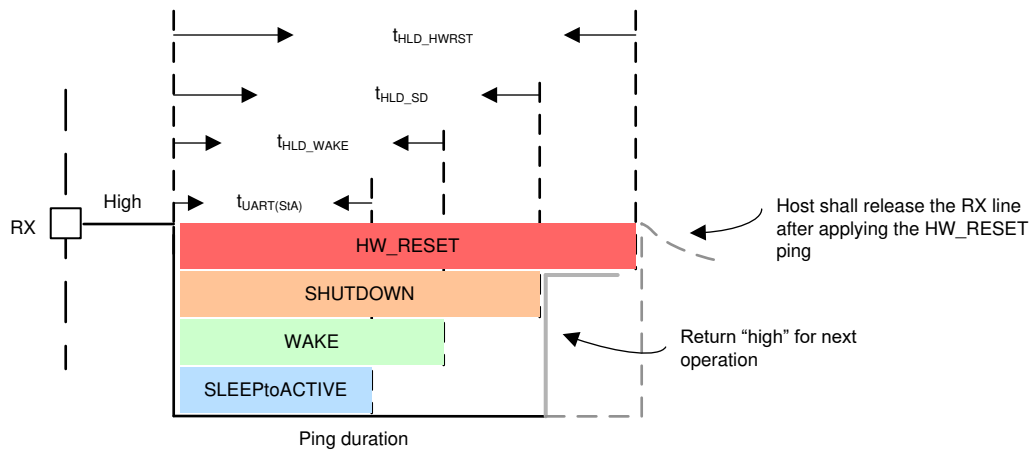 tHLD_HWRST
tHLD_SD
tHLD_WAKE
tUART(StA)
High
RX
HW_RESET
SHUTDOWN
WAKE
SLEEPtoACTIVE
Ping duration
Host shall release the RX line
after applying the HW_RESET
ping
Return “high” for next
operation